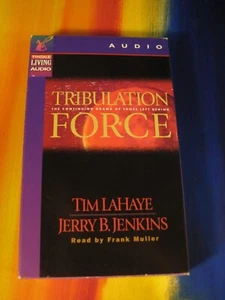 AUDIO
TYNDALE
LIVING
AUDIO
TRIBULATION
THE CONTINUING DRAMA OF THOSE LEFT BEHIND
FORCE
TIM LAHAYE
JERRY B. JENKINS
Read by Frank Muller